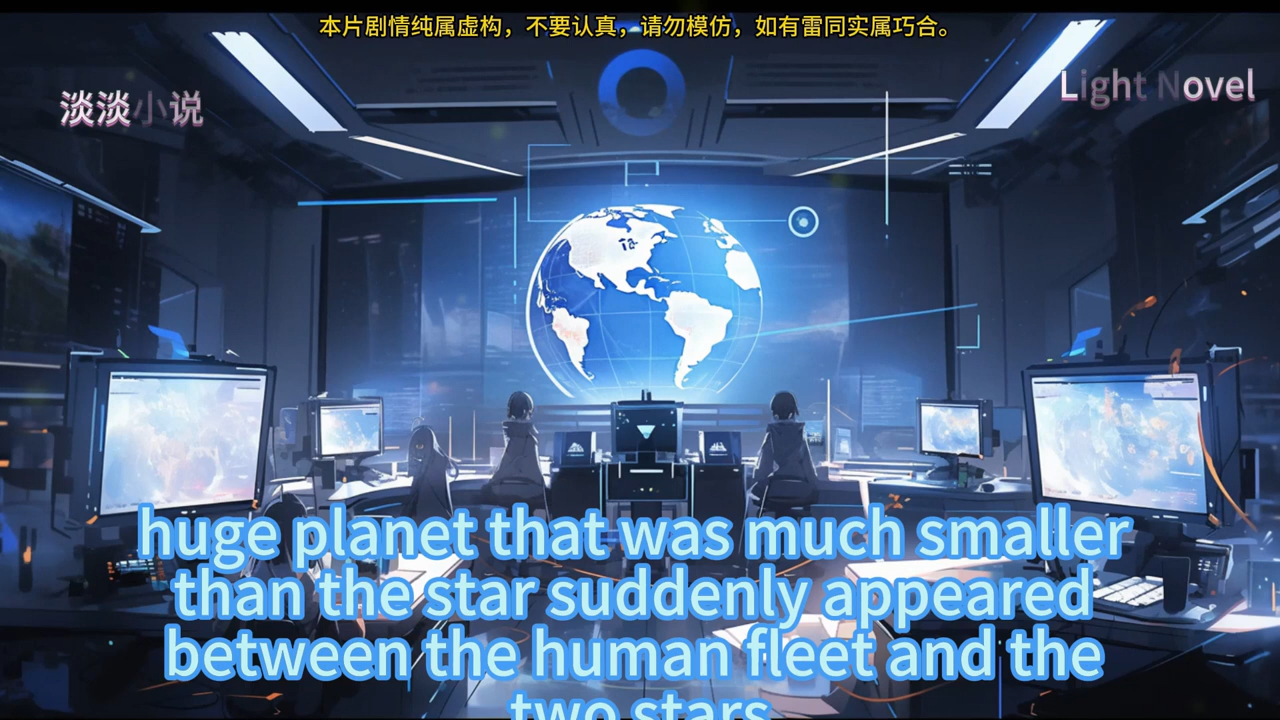 本片剧情纯属虚构，不要认真，请勿模仿，如有雷同实属巧合。
淡淡小说
Light Novel
huge planet that was much smaller
than the star suddenly appeared
between the human fleet and the
two stars